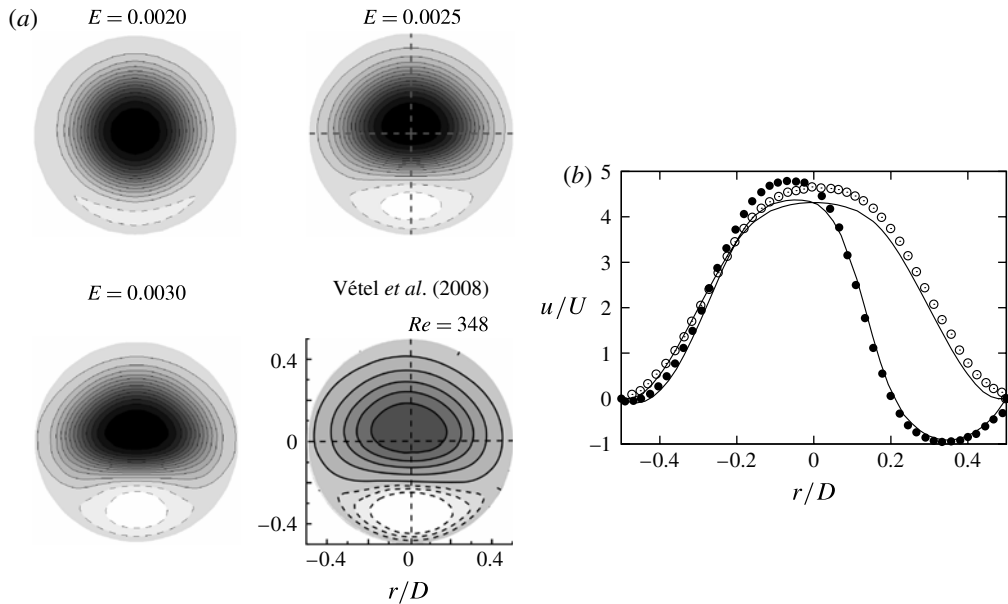 (a)
E = 0.0020
E = 0.0025
E = 0.0030
Vétel et al. (2008)
Re = 348
0.4
0
−0.4
−0.4
0
0.4
r/D
(b)
5
4
3
2
1
0
−1
u/U
−0.4
−0.2
0
0.2
0.4
r/D